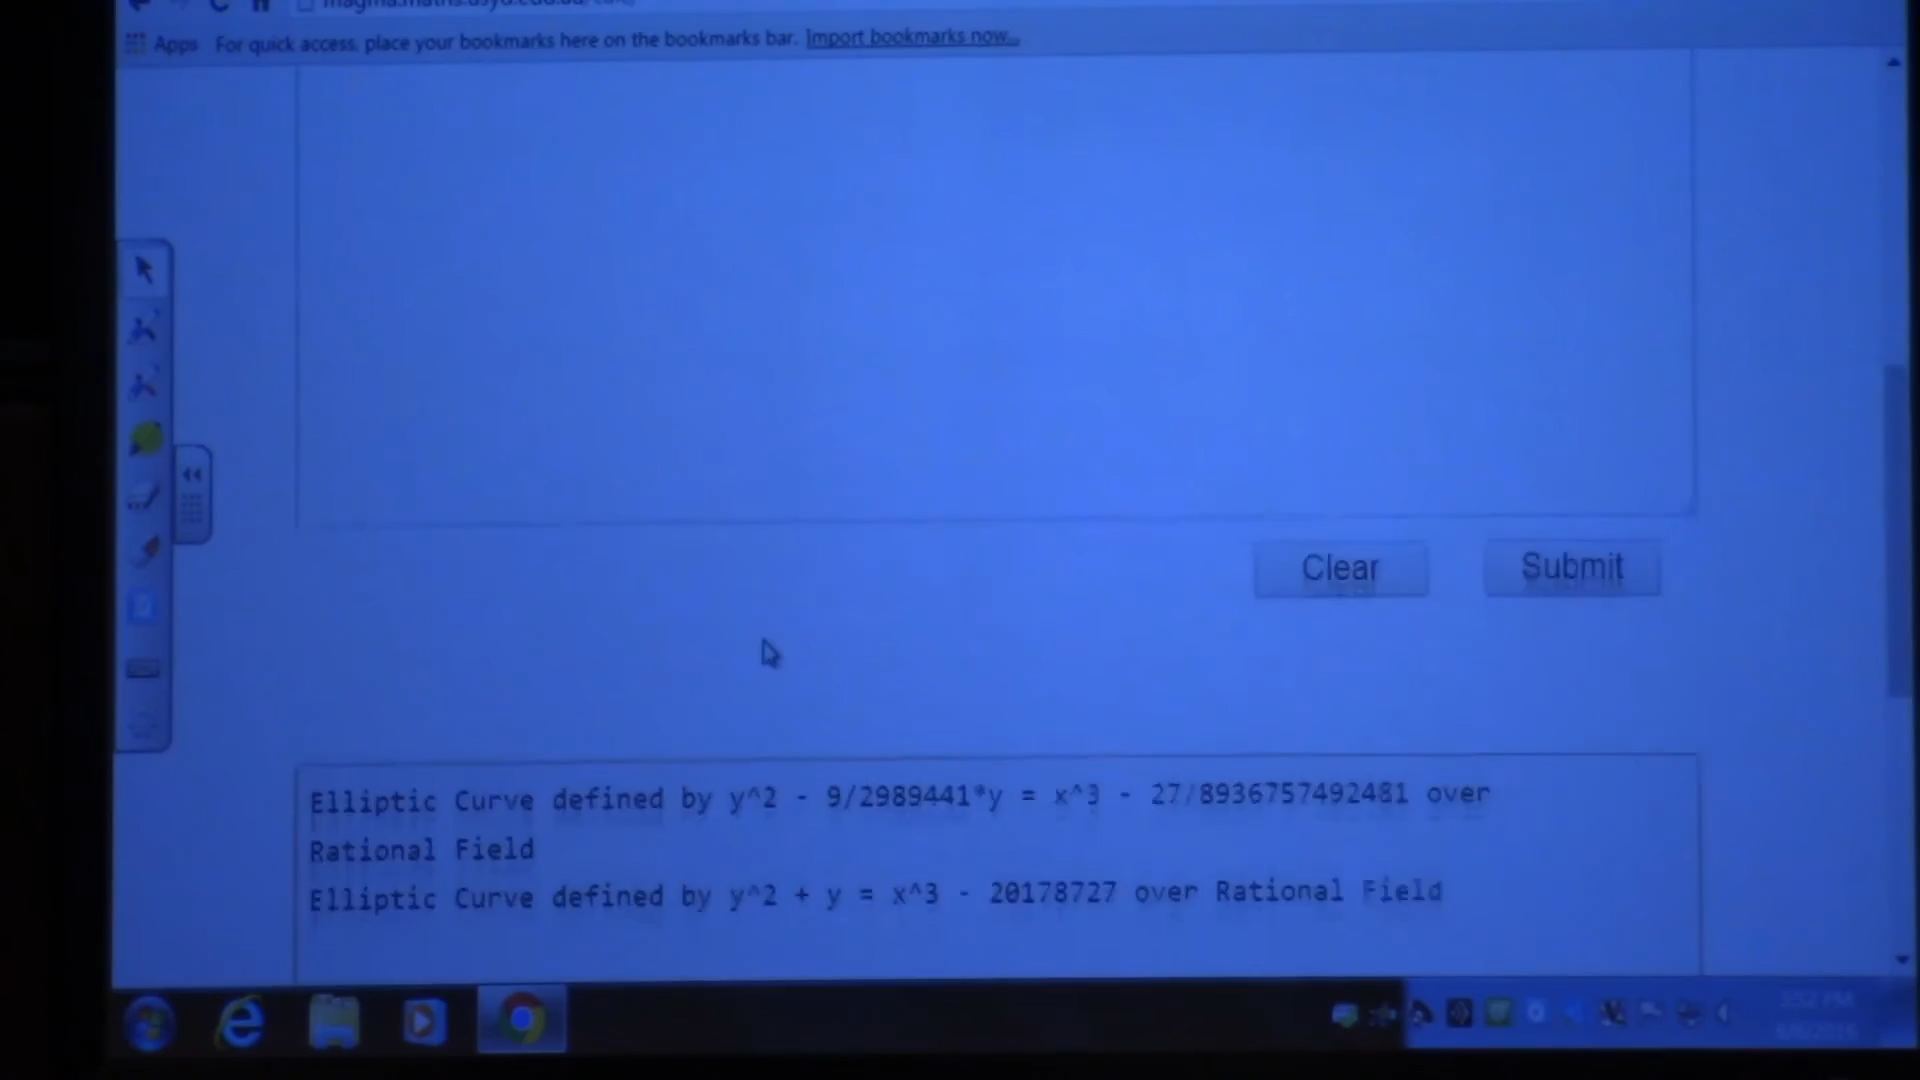 Apps For quick access, place your bookmarks here on the bookmarks bar. Import bookmarks now...
Clear
Submit
Elliptic Curve defined by y^2 - 9/2989441*y = x^3 - 27/8936757492481 over
Rational Field
Elliptic Curve defined by y^2 + y = x^3 - 20178727 over Rational Field